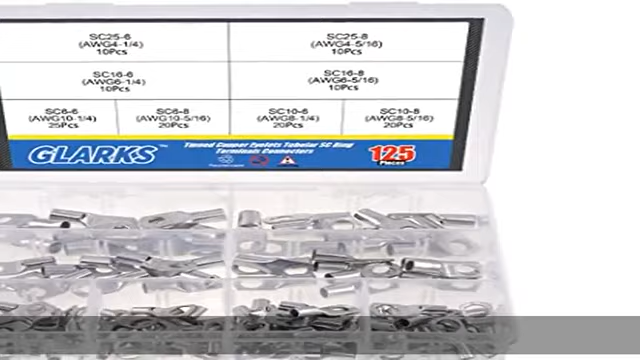 SC25-6
(AWG4-1/4)
10Pcs
SC25-8
(AWG4-5/16)
10Pcs
SC16-6
(AWG6-1/4)
10Pcs
SC16-8
(AWG6-5/16)
10Pcs
SC6-6
(AWG10-1/4)
25Pcs
SC6-8
(AWG10-5/16)
20Pcs
SC10-6
(AWG8-1/4)
20Pcs
SC10-8
(AWG8-5/16)
20Pcs
GLARKS™
Tinned Copper Eyelets Tubular SC Ring
Terminals Connectors
125
Pieces